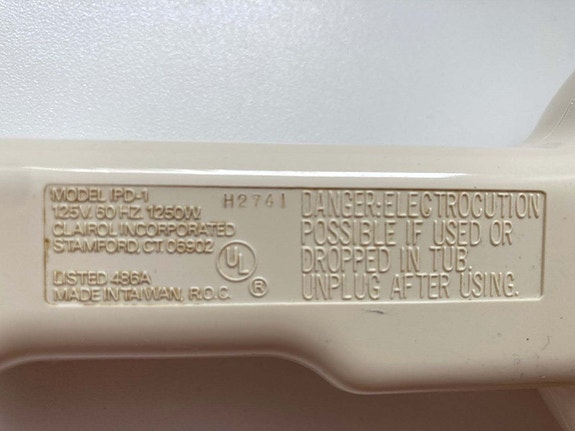 MODEL IPD-1
125V. 60 HZ. 1250W.
CLAIROL INCORPORATED
STAMFORD, CT. 06902
LISTED 486A
MADE IN TAIWAN, R.O.C.
H2741
UL
®
DANGER: ELECTROCUTION
POSSIBLE IF USED OR
DROPPED IN TUB.
UNPLUG AFTER USING.